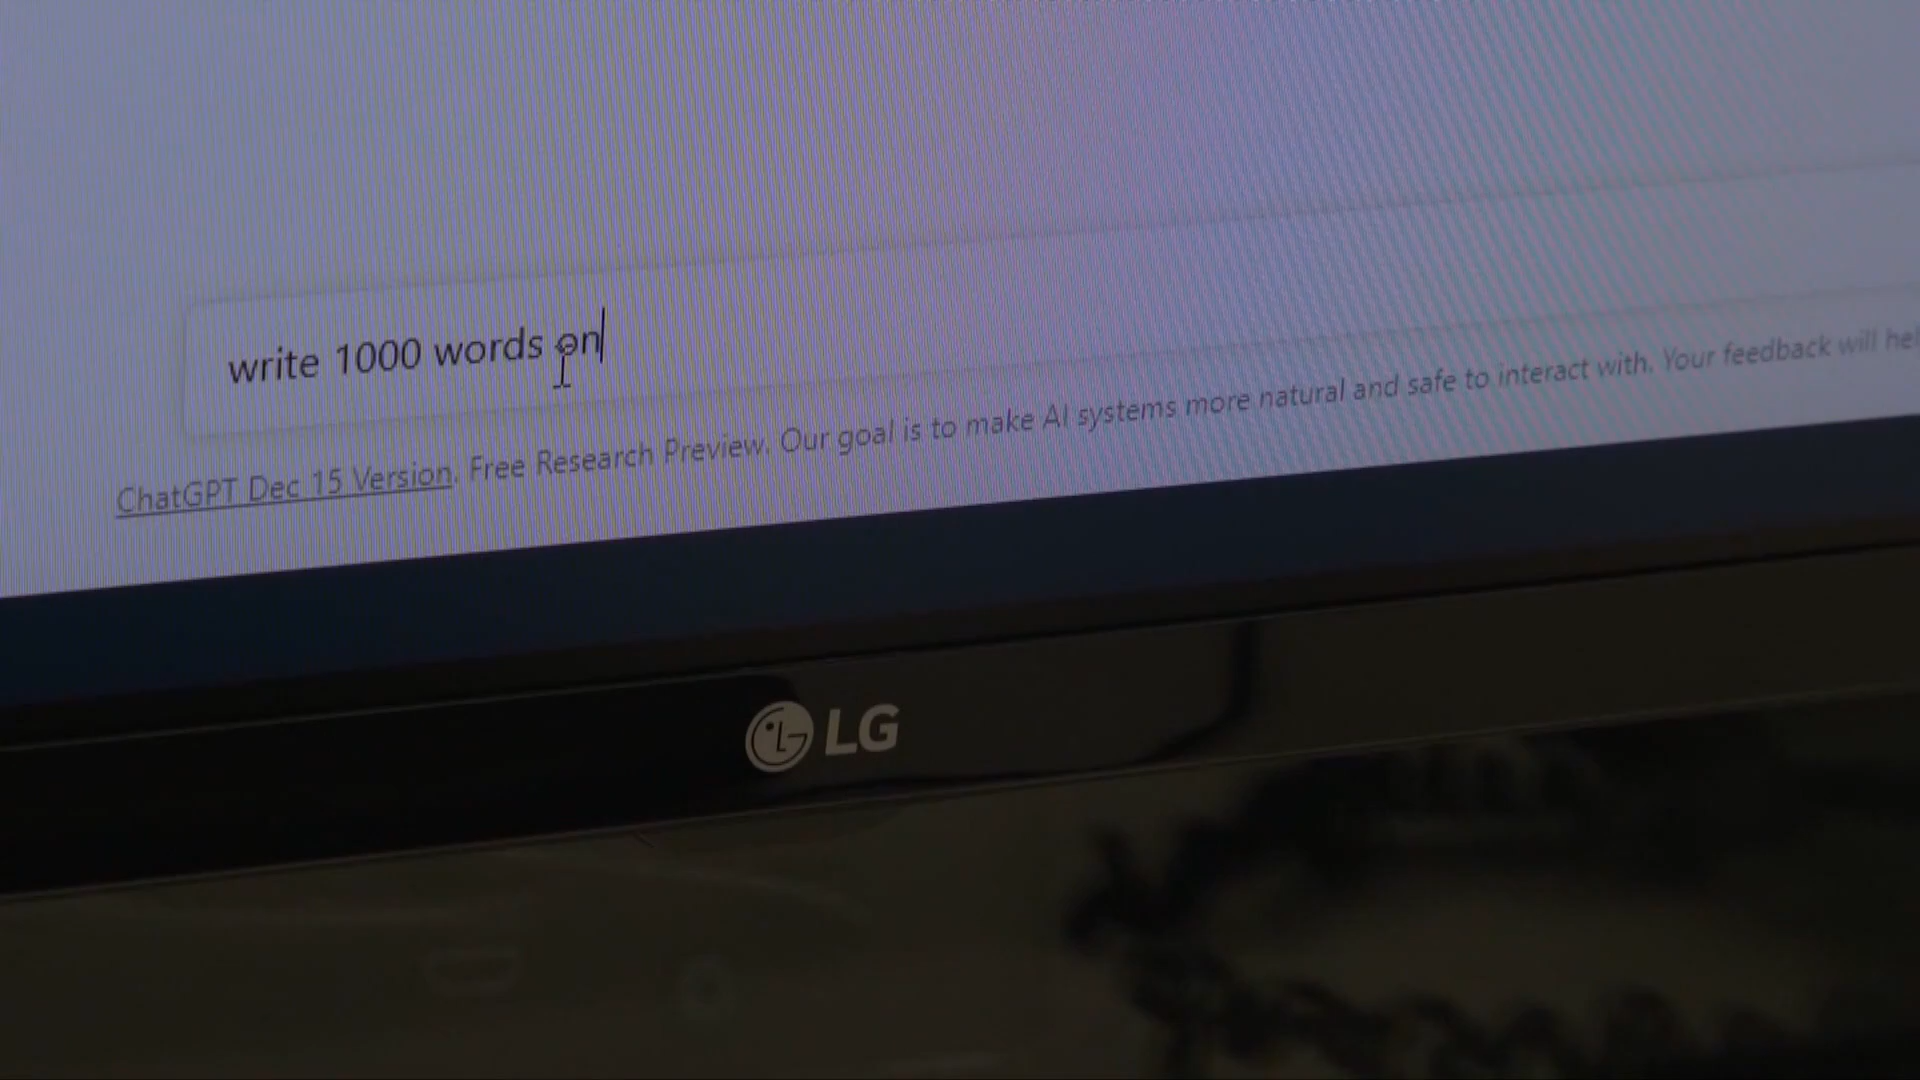 write 1000 words on
ChatGPT Dec 15 Version. Free Research Preview. Our goal is to make AI systems more natural and safe to interact with. Your feedback will hel
LG